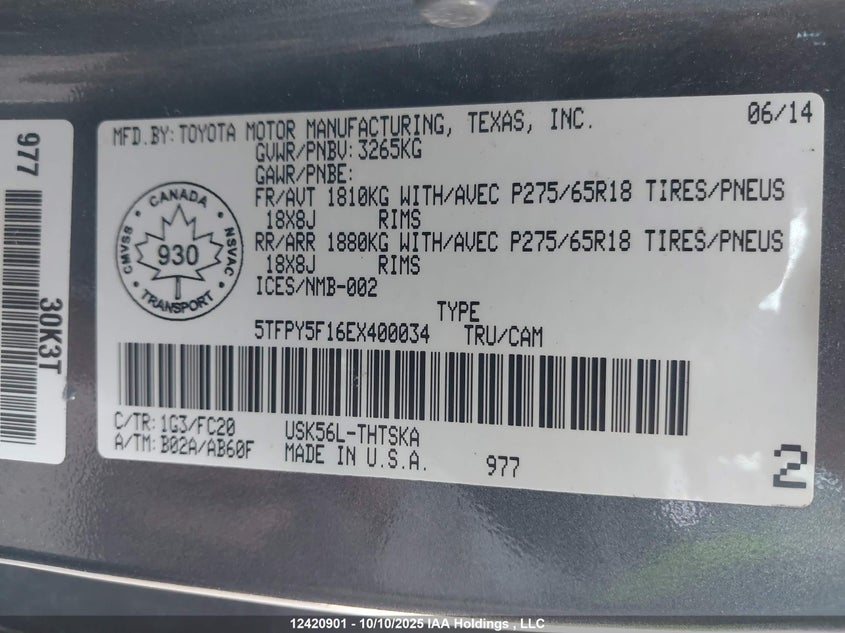 MFD.BY:TOYOTA MOTOR MANUFACTURING, TEXAS, INC. 06/14
GVWR/PNBV:3265KG
GAWR/PNBE:
FR/AVT 1810KG WITH/AVEC P275/65R18 TIRES/PNEUS
18X8J RIMS
RR/ARR 1880KG WITH/AVEC P275/65R18 TIRES/PNEUS
18X8J RIMS
ICES/NMB-002
TYPE
5TFPY5F16EX400034 TRU/CAM
CANADA
CMVSS 930 NSVAC
TRANSPORT
C/TR:1G3/FC20 USK56L-THTSKA
A/TM:B02A/AB60F MADE IN U.S.A. 977
2
977
30K3T
12420901 - 10/10/2025 IAA Holdings , LLC